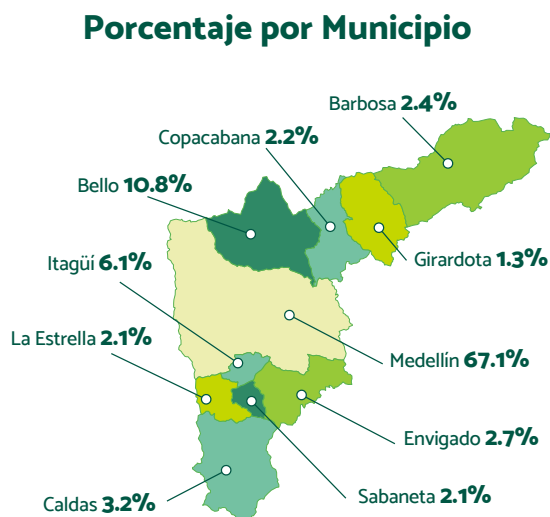 Porcentaje por Municipio
Barbosa 2.4%
Copacabana 2.2%
Bello 10.8%
Girardota 1.3%
Itagüí 6.1%
La Estrella 2.1%
Medellín 67.1%
Envigado 2.7%
Sabaneta 2.1%
Caldas 3.2%